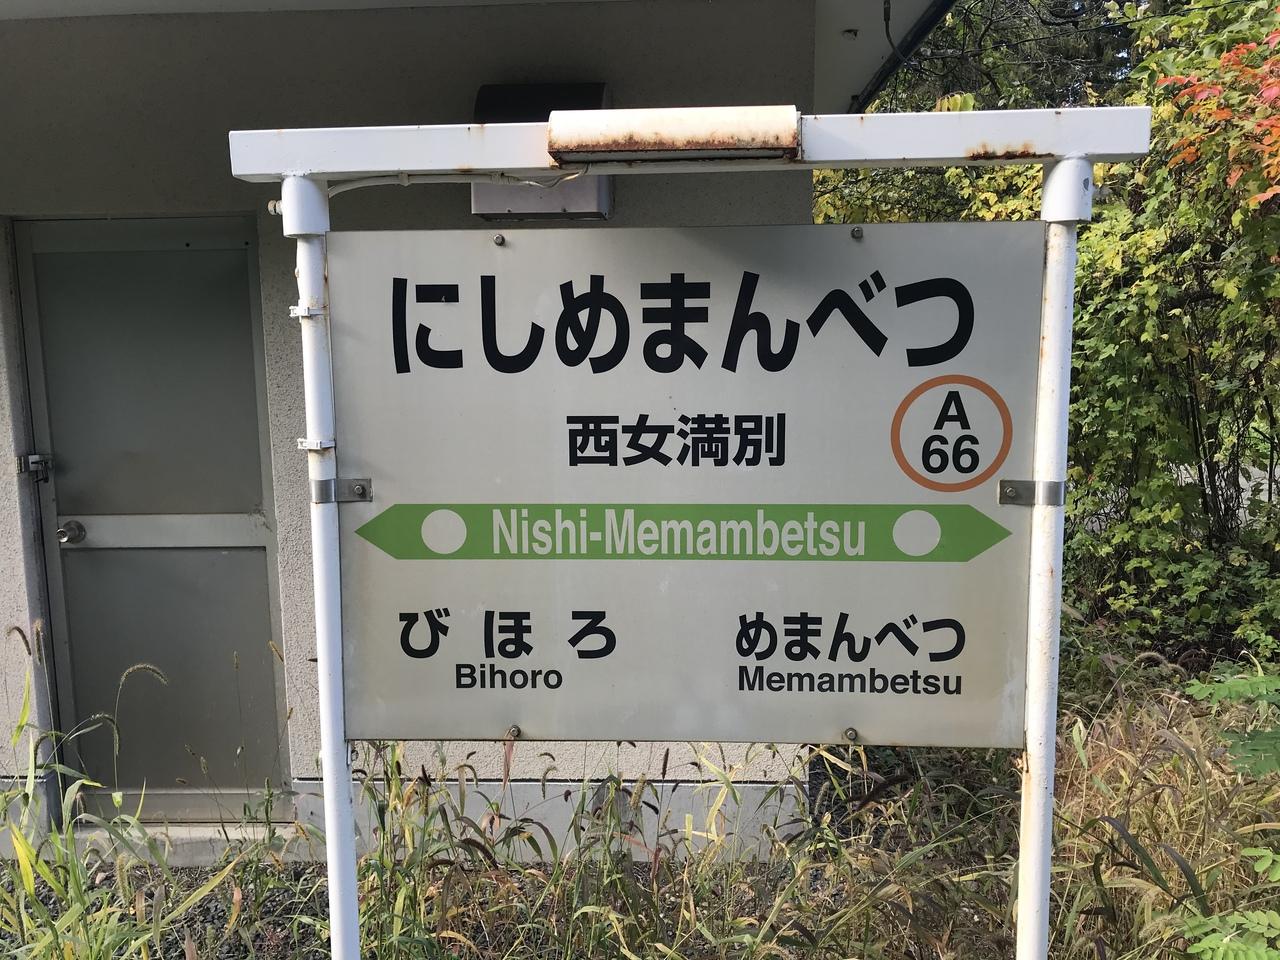 にしめまんべつ
西女満別
A
66
Nishi-Memambetsu
びほろ
Bihoro
めまんべつ
Memambetsu